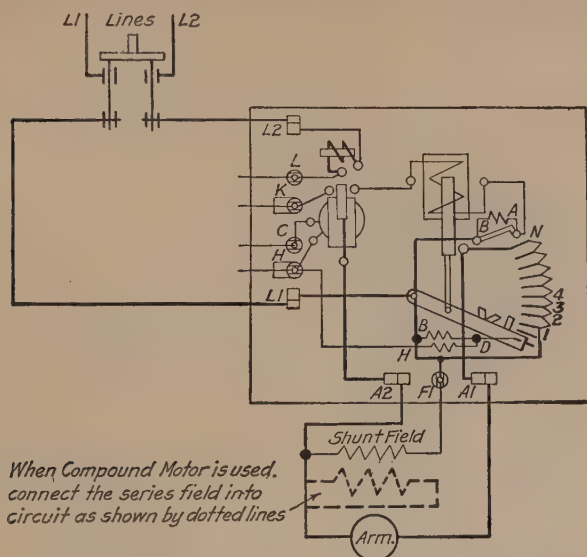 L1 Lines L2
L2
L
K
C
H
L1
A
B
N
4
3
2
1
B
H
D
A2
F1
A1
Shunt Field
When Compound Motor is used.
connect the series field into
circuit as shown by dotted lines
Arm.